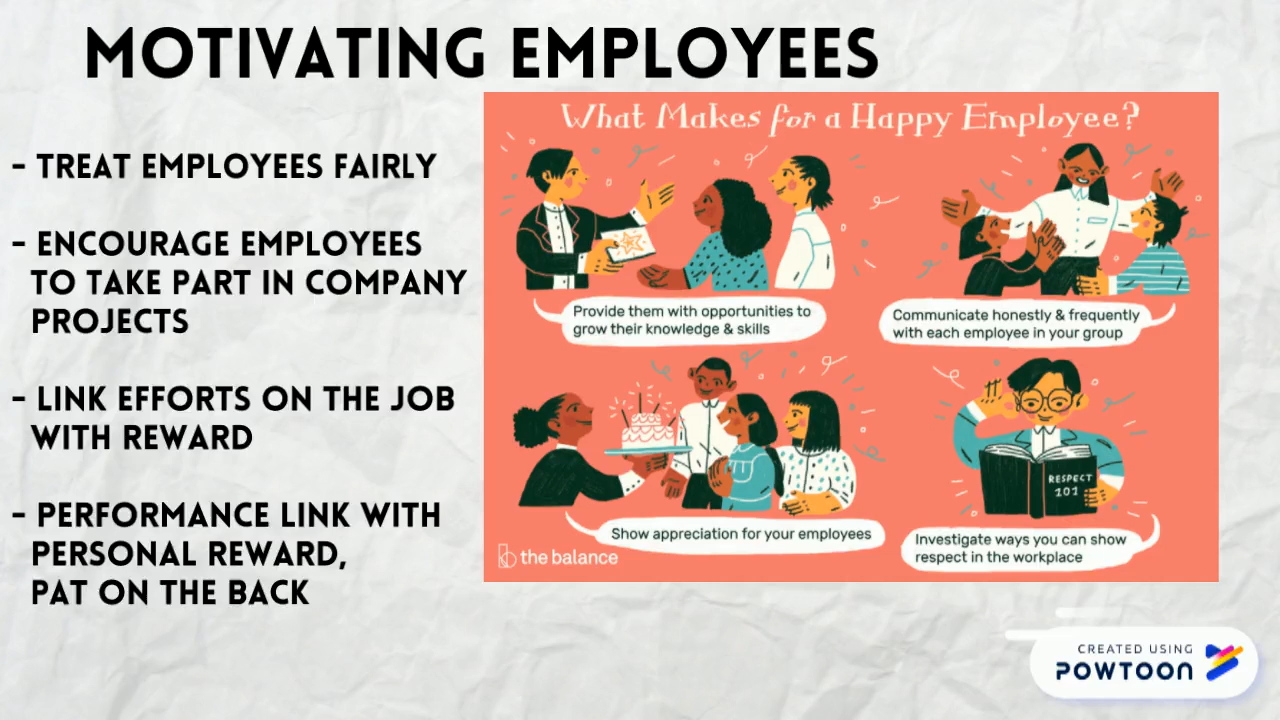 MOTIVATING EMPLOYEES
- TREAT EMPLOYEES FAIRLY
- ENCOURAGE EMPLOYEES
TO TAKE PART IN COMPANY
PROJECTS
- LINK EFFORTS ON THE JOB
WITH REWARD
- PERFORMANCE LINK WITH
PERSONAL REWARD,
PAT ON THE BACK
What Makes for a Happy Employee?
Provide them with opportunities to
grow their knowledge & skills
Communicate honestly & frequently
with each employee in your group
RESPECT
101
Show appreciation for your employees
Investigate ways you can show
respect in the workplace
the balance
CREATED USING
POWTOON